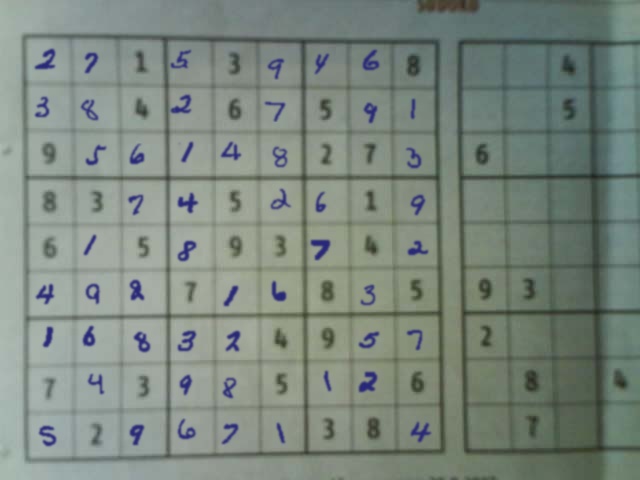 SUDOKU
2 7 1 5 3 9 4 6 8 4
3 8 4 2 6 7 5 9 1 5
9 5 6 1 4 8 2 7 3 6
8 3 7 4 5 2 6 1 9
6 1 5 8 9 3 7 4 2
4 9 2 7 1 6 8 3 5 9 3
1 6 8 3 2 4 9 5 7 2
7 4 3 9 8 5 1 2 6 8 4
5 2 9 6 7 1 3 8 4 7